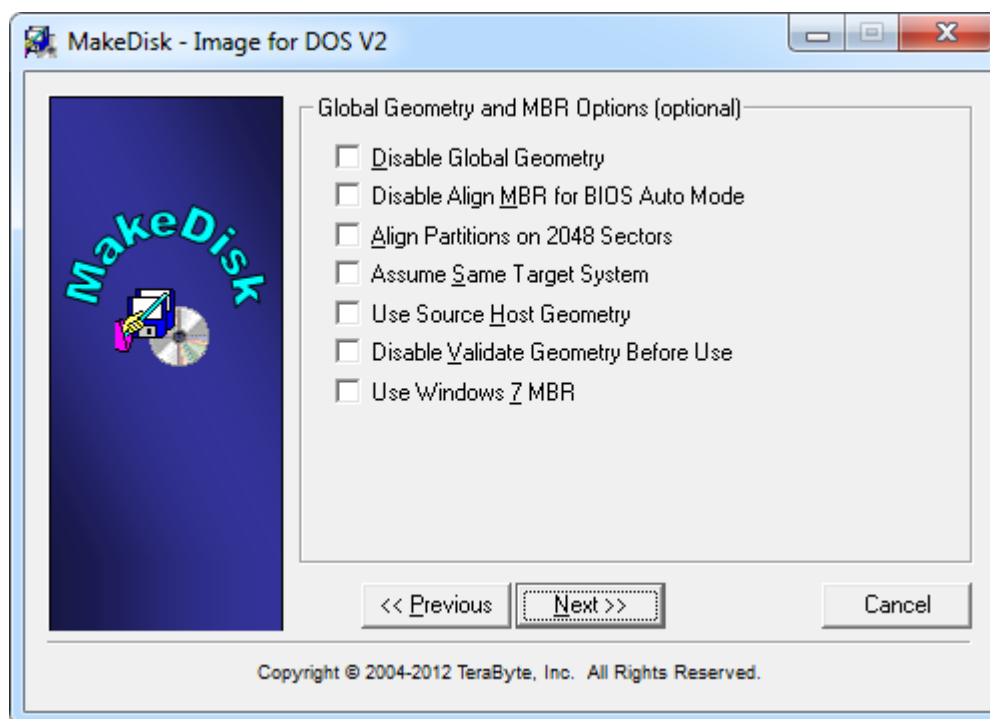 MakeDisk - Image for DOS V2
MakeDisk
Global Geometry and MBR Options (optional)
Disable Global Geometry
Disable Align MBR for BIOS Auto Mode
Align Partitions on 2048 Sectors
Assume Same Target System
Use Source Host Geometry
Disable Validate Geometry Before Use
Use Windows 7 MBR
<< Previous Next >> Cancel
Copyright © 2004-2012 TeraByte, Inc. All Rights Reserved.